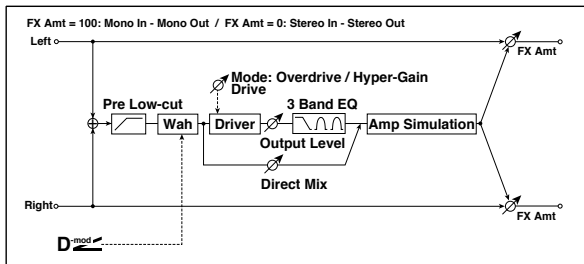 FX Amt = 100: Mono In - Mono Out / FX Amt = 0: Stereo In - Stereo Out
Left
FX Amt
Mode: Overdrive / Hyper-Gain
Drive
Pre Low-cut
3 Band EQ
Wah
Driver
Amp Simulation
Output Level
Direct Mix
Right
FX Amt
D-mod